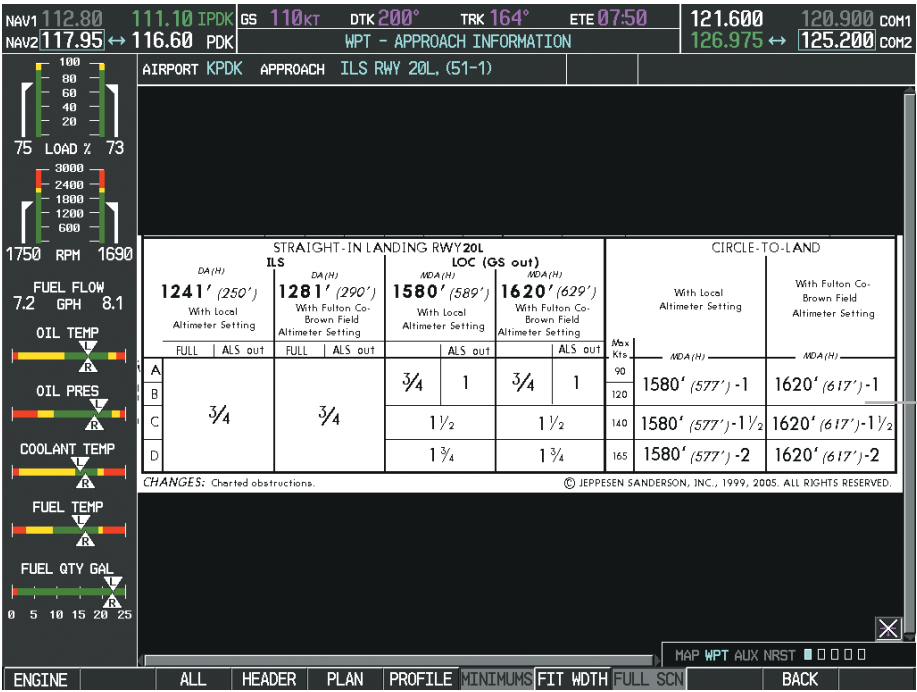 NAV1 112.80 111.10 IPDK GS 110KT DTK 200° TRK 164° ETE 07:50 121.600 120.900 COM1
NAV2 117.95 ↔ 116.60 PDK WPT - APPROACH INFORMATION 126.975 ↔ 125.200 COM2
AIRPORT KPDK APPROACH ILS RWY 20L, (51-1)
100
80
60
40
20
75 LOAD % 73
3000
2400
1800
1200
600
1750 RPM 1690
FUEL FLOW
7.2 GPH 8.1
OIL TEMP
L
R
OIL PRES
L
R
COOLANT TEMP
L
R
FUEL TEMP
L
R
FUEL QTY GAL
L
R
0 5 10 15 20 25
STRAIGHT-IN LANDING RWY 20L CIRCLE-TO-LAND
ILS LOC (GS out)
DA(H) DA(H) MDA(H) MDA(H)
1241' (250') 1281' (290') 1580' (589') 1620' (629')
With Local
Altimeter Setting
With Fulton Co-
Brown Field
Altimeter Setting
With Local
Altimeter Setting
With Fulton Co-
Brown Field
Altimeter Setting
With Local
Altimeter Setting
With Fulton Co-
Brown Field
Altimeter Setting
FULL ALS out FULL ALS out ALS out ALS out
Max
Kts. MDA(H) MDA(H)
A 90
B 120
3/4 1 3/4 1 1580' (577') -1 1620' (617') -1
C 3/4 3/4 1 1/2 1 1/2 140 1580' (577') -1 1/2 1620' (617') -1 1/2
D 1 3/4 1 3/4 165 1580' (577') -2 1620' (617') -2
CHANGES: Charted obstructions. © JEPPESEN SANDERSON, INC., 1999, 2005. ALL RIGHTS RESERVED.
MAP WPT AUX NRST
ENGINE ALL HEADER PLAN PROFILE MINIMUMS FIT WDTH FULL SCN BACK